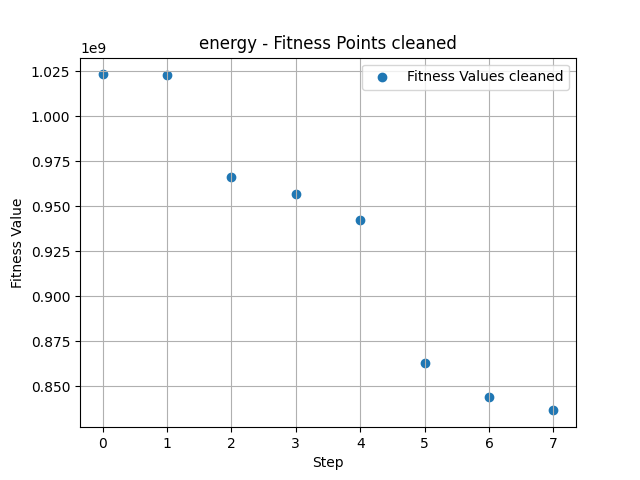 energy - Fitness Points cleaned
1e9
Fitness Values cleaned
1.025
1.000
0.975
0.950
0.925
0.900
0.875
0.850
Fitness Value
0 1 2 3 4 5 6 7
Step